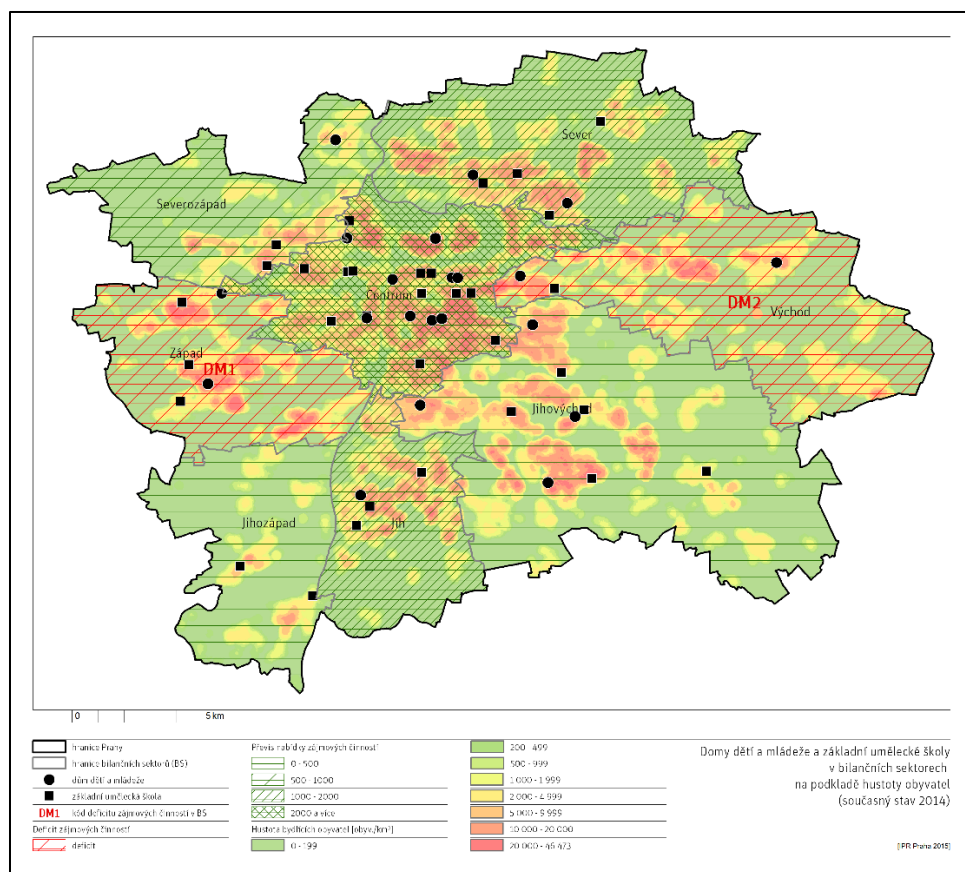 Sever
Severozápad
Centrum
DM2
Východ
Západ
DM1
Jihovýchod
Jihozápad
Jih
0 5 km
hranice Prahy
hranice bilančních sektorů (BS)
dům dětí a mládeže
základní umělecká škola
DM1 kód deficitu zájmových činností v BS
Deficit zájmových činností
deficit
Převis nabídky zájmových činností
0 - 500
500 - 1000
1000 - 2000
2000 a více
Hustota bydlících obyvatel [obyv./km²]
0 - 199
200 - 499
500 - 999
1 000 - 1 999
2 000 - 4 999
5 000 - 9 999
10 000 - 20 000
20 000 - 46 473
Domy dětí a mládeže a základní umělecké školy
v bilančních sektorech
na podkladě hustoty obyvatel
(současný stav 2014)
[IPR Praha 2015]